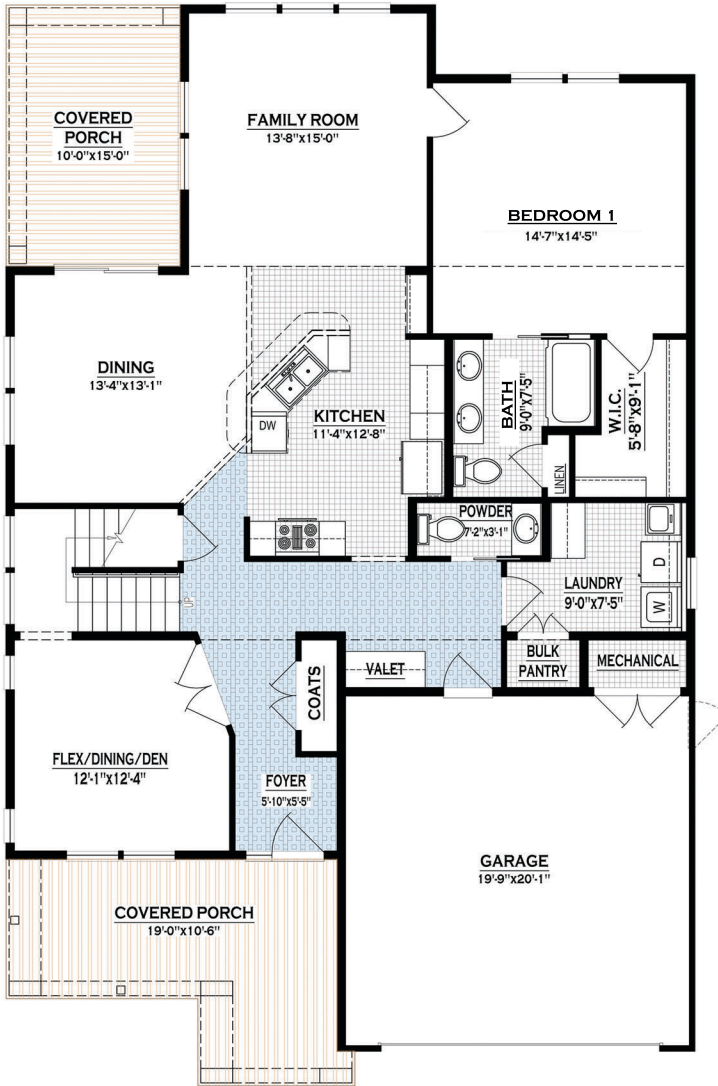 COVERED
PORCH
10'-0"x15'-0"
FAMILY ROOM
13'-8"x15'-0"
BEDROOM 1
14'-7"x14'-5"
DINING
13'-4"x13'-1"
KITCHEN
11'-4"x12'-8"
DW
BATH
9'-0"x7'-5"
W.I.C.
5'-8"x9'-1"
LINEN
POWDER
7'-2"x3'-1"
LAUNDRY
9'-0"x7'-5"
D
W
UP
BULK
PANTRY
MECHANICAL
VALET
COATS
FLEX/DINING/DEN
12'-1"x12'-4"
FOYER
5'-10"x5'-5"
GARAGE
19'-9"x20'-1"
COVERED PORCH
19'-0"x10'-6"